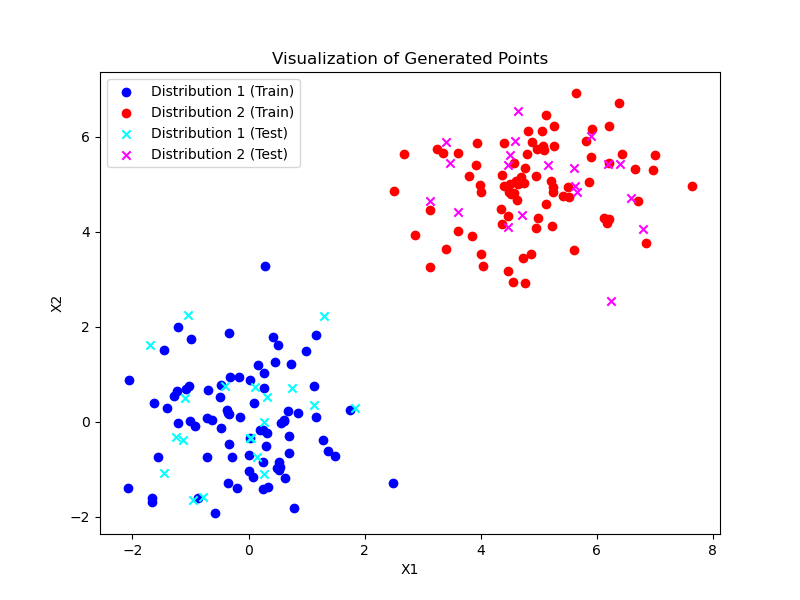 Visualization of Generated Points
Distribution 1 (Train)
Distribution 2 (Train)
Distribution 1 (Test)
Distribution 2 (Test)
X2
6
4
2
0
−2
−2 0 2 4 6 8
X1